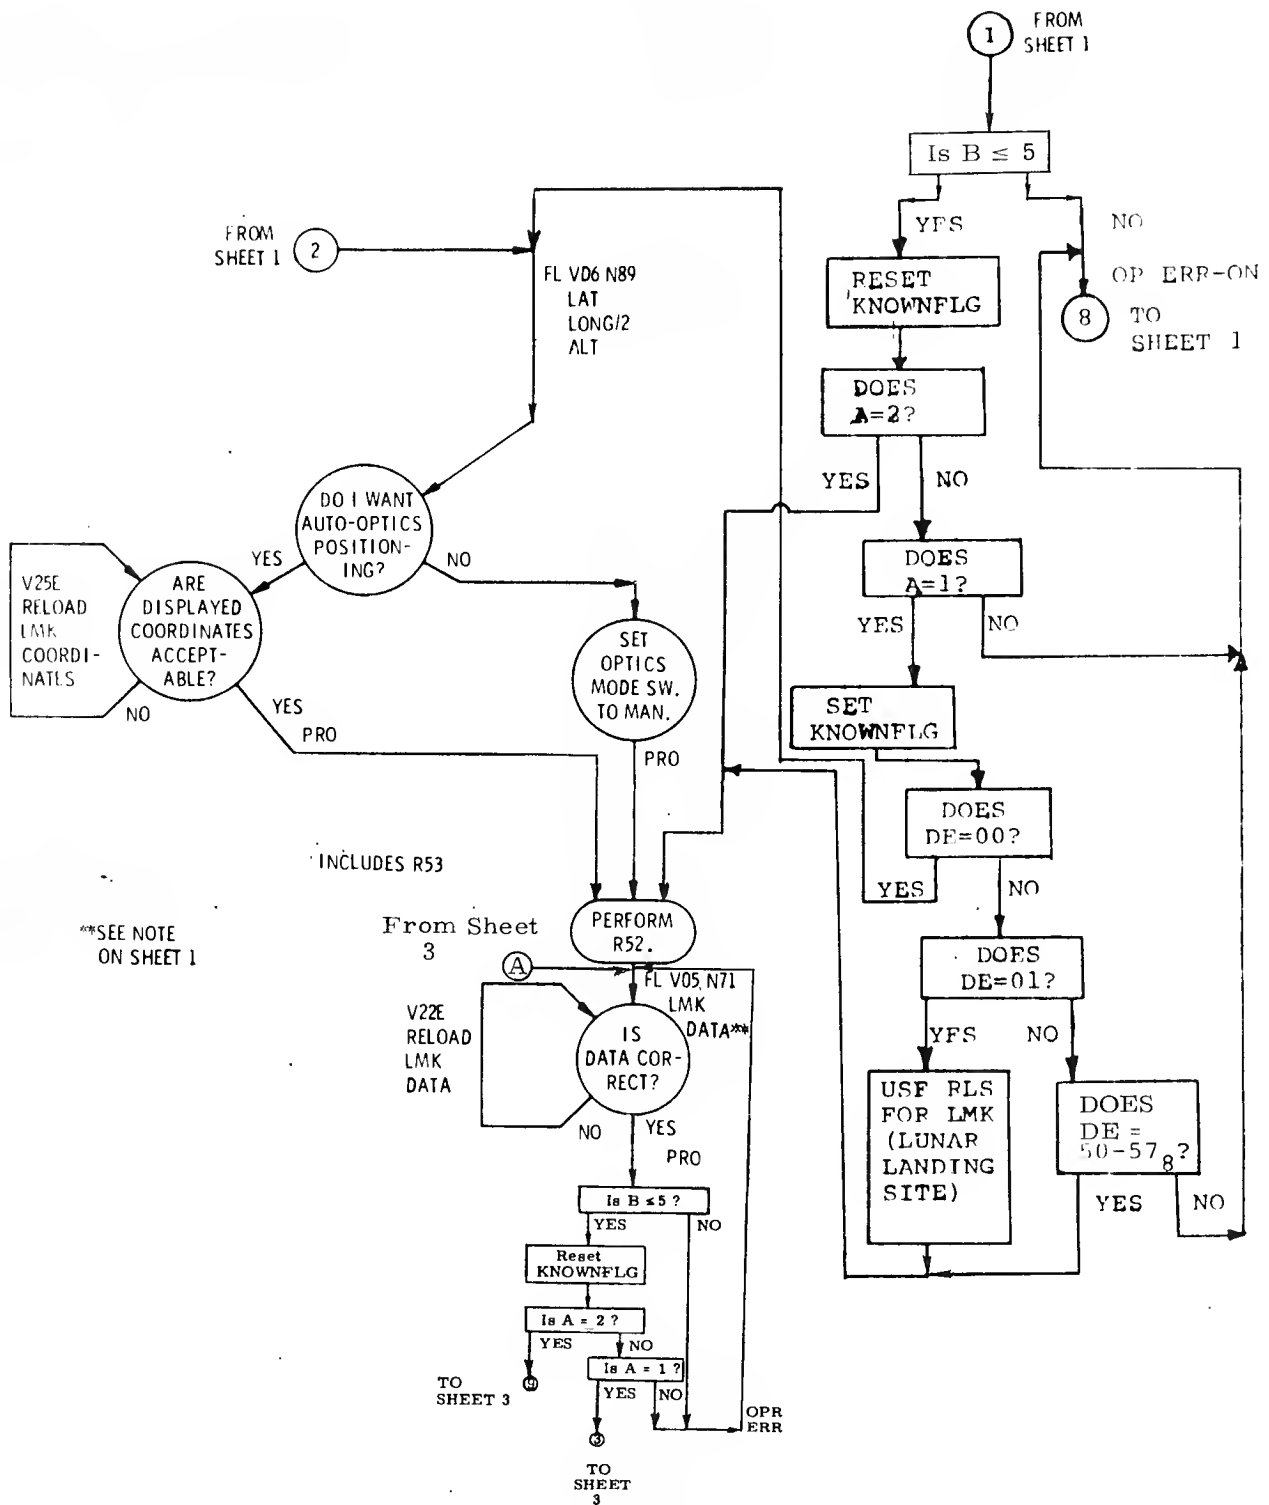 1
FROM
SHEET 1
Is B ≤ 5
YES
NO
OP ERR-ON
8
TO
SHEET 1
RESET
KNOWNFLG
DOES
A=2?
YES
NO
DOES
A=1?
YES
NO
SET
KNOWNFLG
DOES
DE=00?
YES
NO
DOES
DE=01?
YES
NO
USE RLS
FOR LMK
(LUNAR
LANDING
SITE)
DOES
DE =
50-57₈?
YES
NO
FROM
SHEET 1
2
FL VD6 N89
LAT
LONG/2
ALT
DO I WANT
AUTO-OPTICS
POSITION-
ING?
YES
NO
V25E
RELOAD
LMK
COORDI-
NATES
ARE
DISPLAYED
COORDINATES
ACCEPT-
ABLE?
NO
YES
PRO
SET
OPTICS
MODE SW.
TO MAN.
PRO
INCLUDES R53
**SEE NOTE
ON SHEET 1
From Sheet
3
A
PERFORM
R52.
FL V05, N71
LMK
DATA**
V22E
RELOAD
LMK
DATA
IS
DATA COR-
RECT?
NO
YES
PRO
Is B ≤5 ?
YES
NO
Reset
KNOWNFLG
Is A = 2 ?
YES
NO
TO
SHEET 3
9
Is A = 1 ?
YES
NO
OPR
ERR
3
TO
SHEET
3